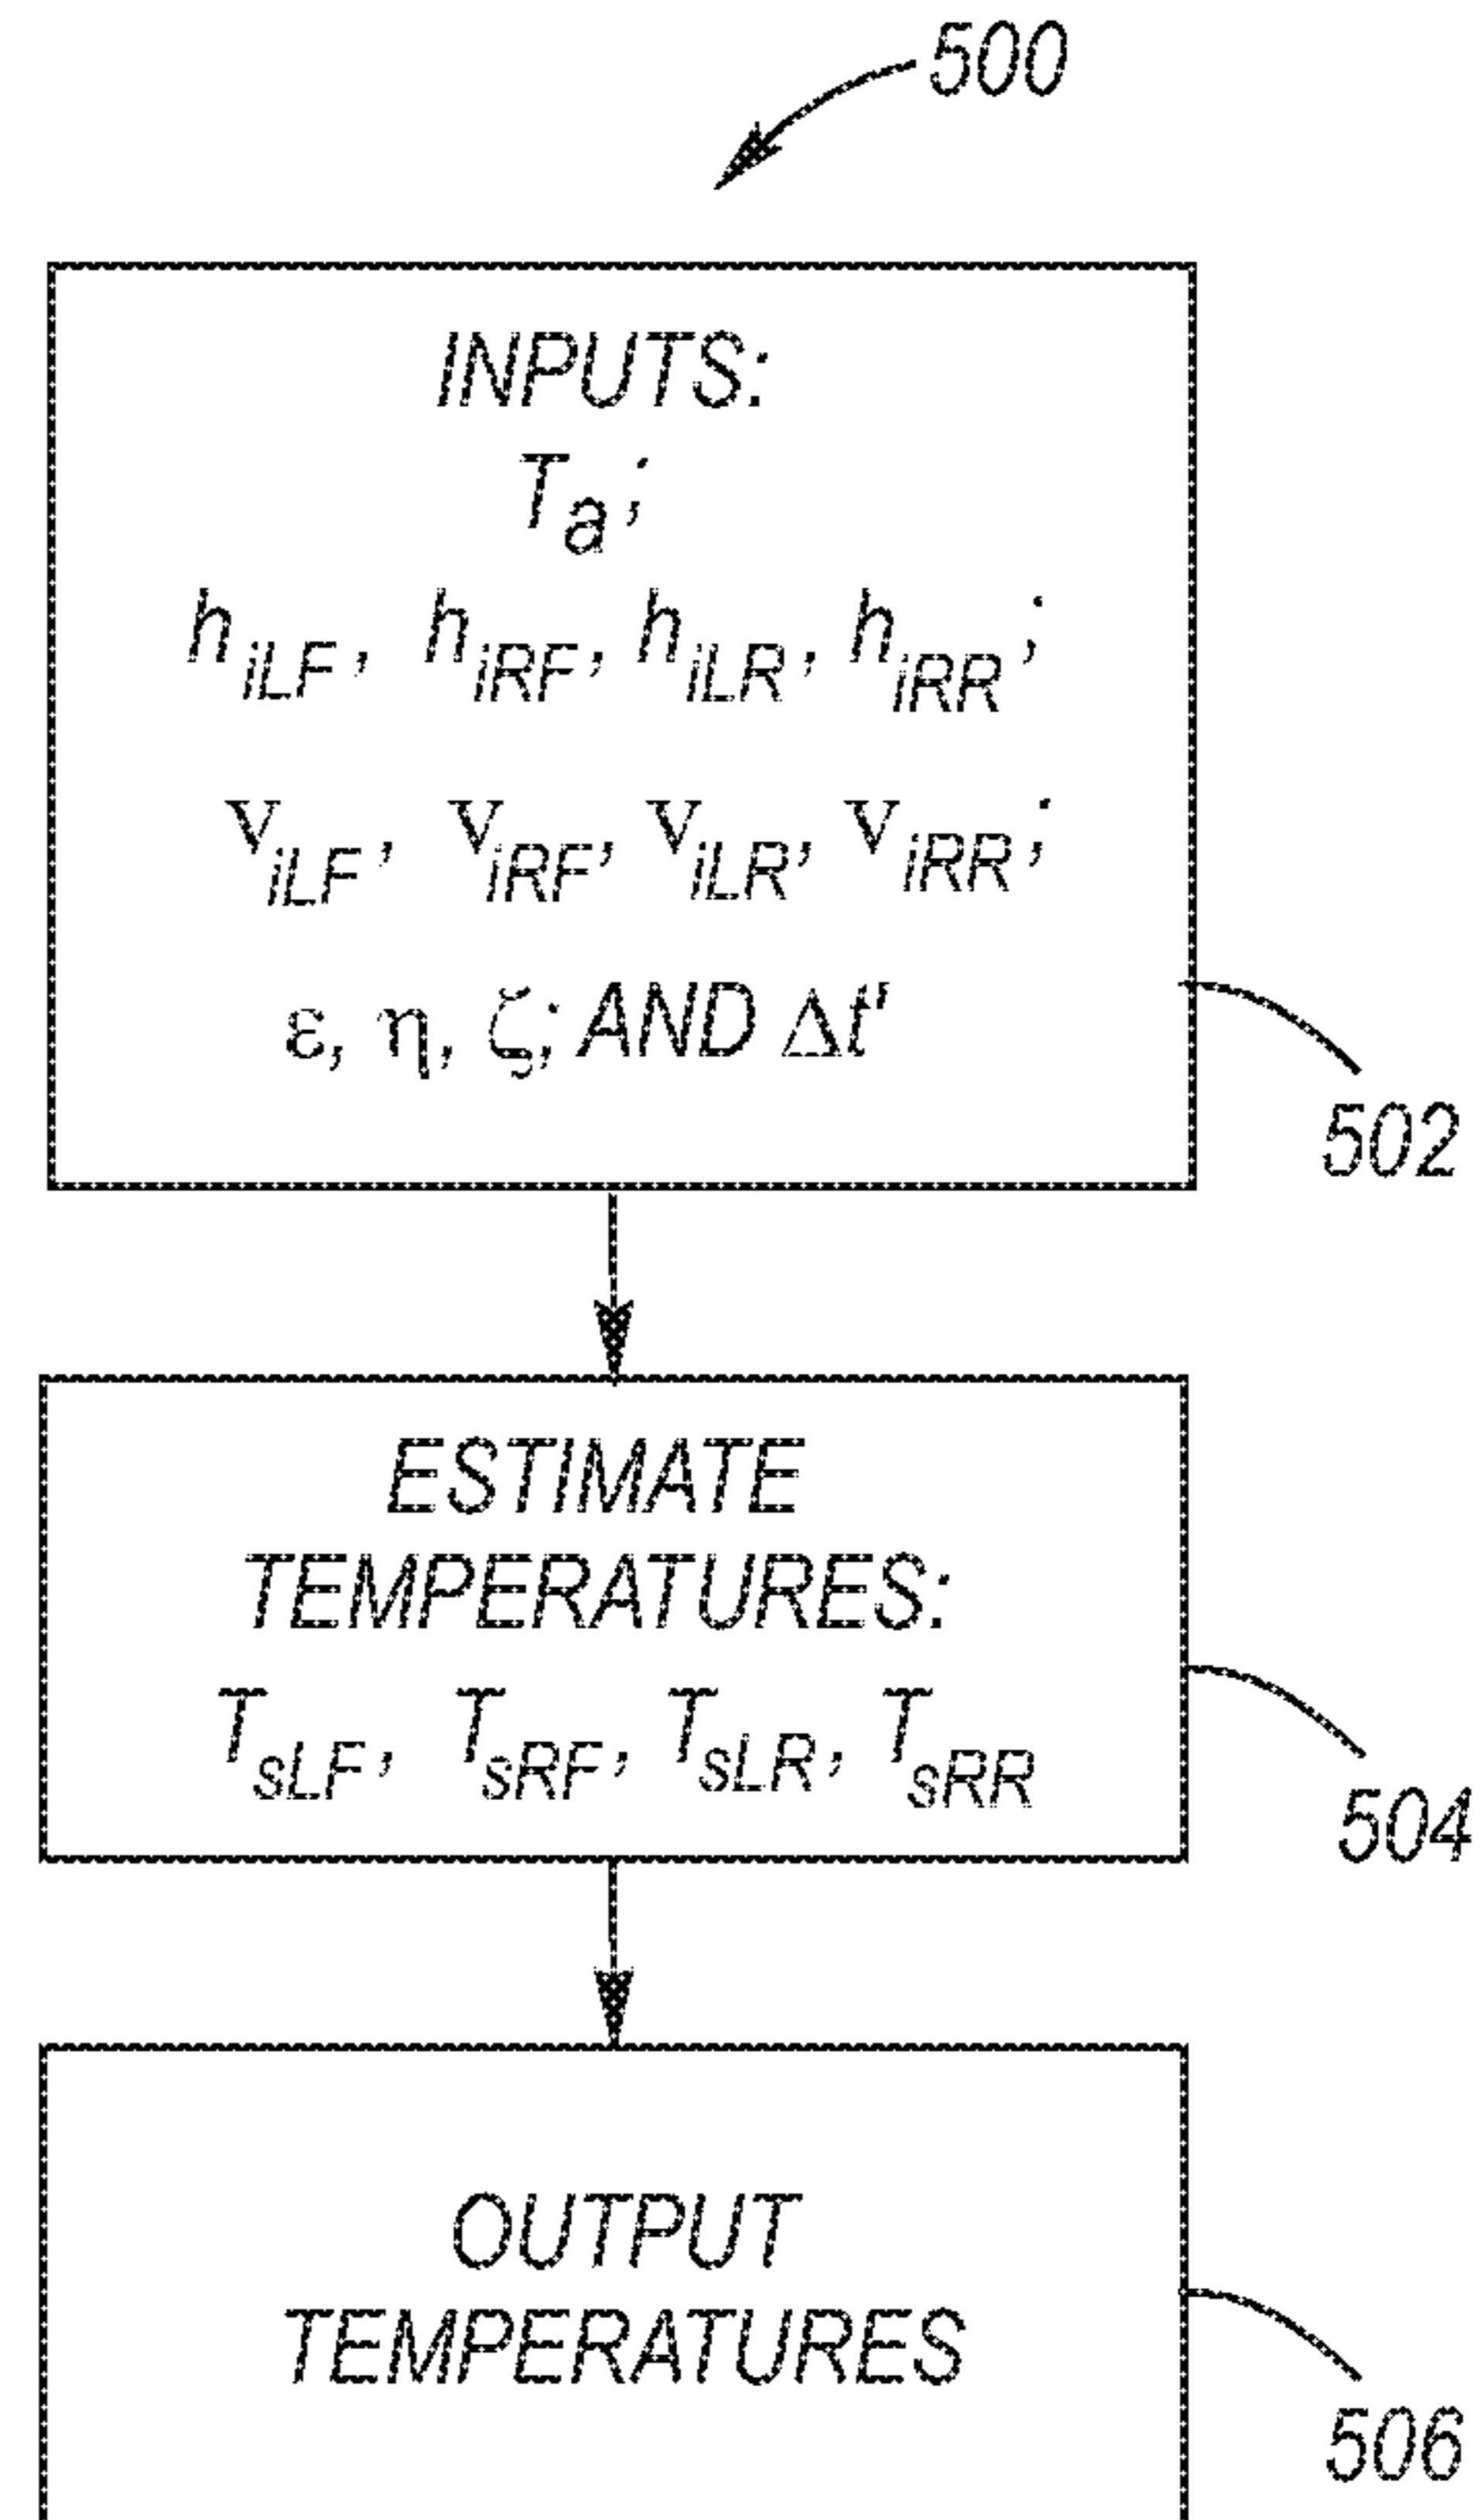 500
INPUTS:
Ta;
hiLF, hiRF, hiLR, hiRR;
viLF, viRF, viLR, viRR;
ε, η, ζ; AND Δt'
502
ESTIMATE
TEMPERATURES:
TsLF, TsRF, TsLR, TsRR
504
OUTPUT
TEMPERATURES
506